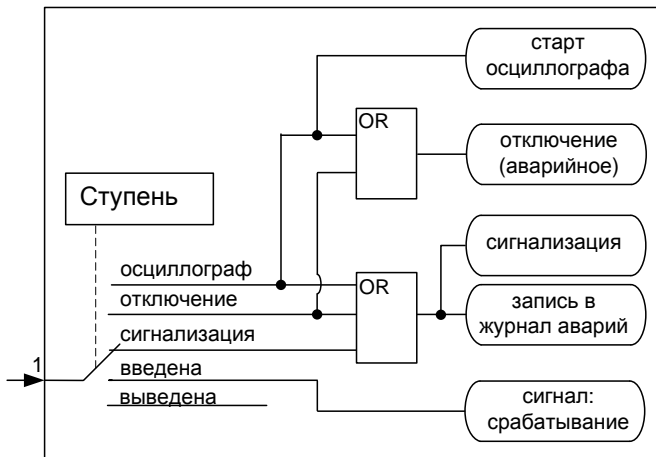 старт
осциллографа
OR
отключение
(аварийное)
Ступень
сигнализация
осциллограф
OR
отключение
запись в
журнал аварий
сигнализация
1
введена
выведена
сигнал:
срабатывание